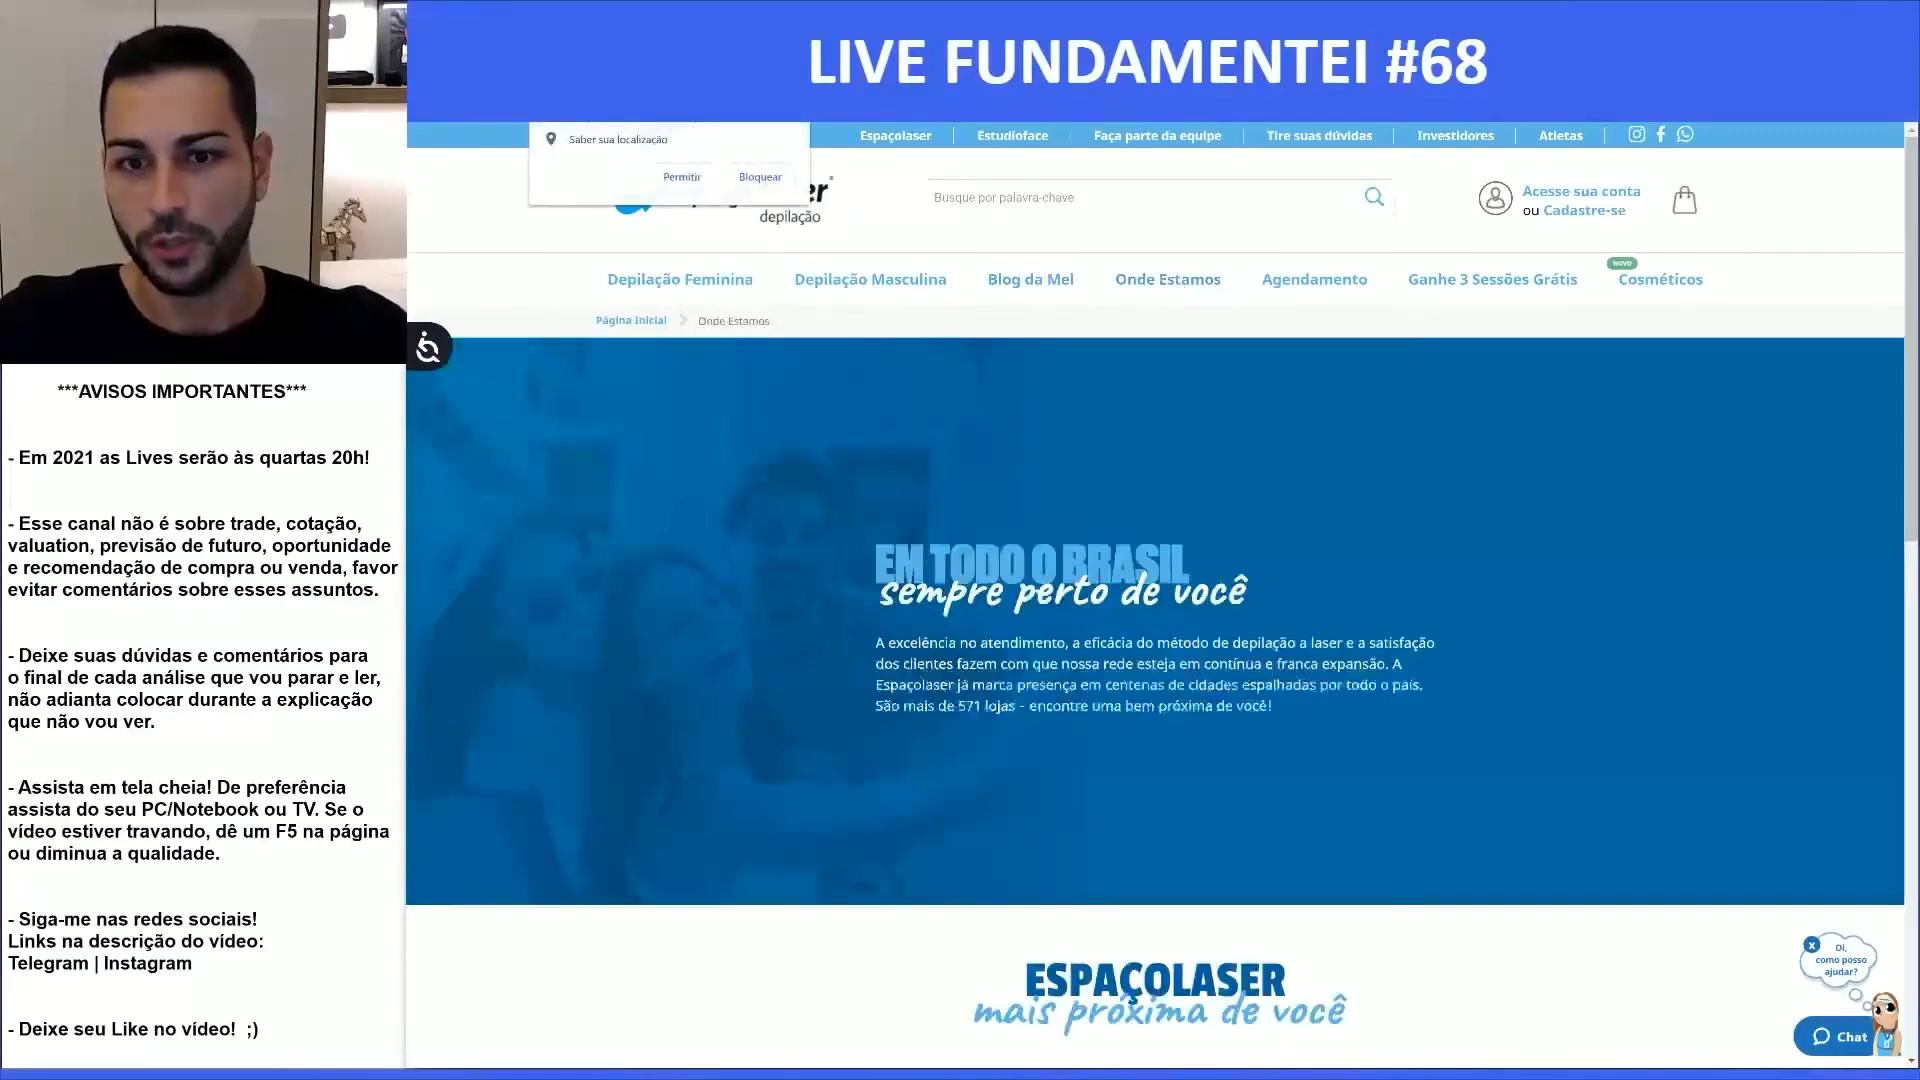 LIVE FUNDAMENTEI #68
Saber sua localização
Permitir
Bloquear
Espaçolaser
Estudioface
Faça parte da equipe
Tire suas dúvidas
Investidores
Atletas
depilação
Busque por palavra-chave
Acesse sua conta
ou Cadastre-se
Depilação Feminina
Depilação Masculina
Blog da Mel
Onde Estamos
Agendamento
Ganhe 3 Sessões Grátis
NOVO
Cosméticos
Página Inicial
Onde Estamos
***AVISOS IMPORTANTES***
- Em 2021 as Lives serão às quartas 20h!
- Esse canal não é sobre trade, cotação,
valuation, previsão de futuro, oportunidade
e recomendação de compra ou venda, favor
evitar comentários sobre esses assuntos.
- Deixe suas dúvidas e comentários para
o final de cada análise que vou parar e ler,
não adianta colocar durante a explicação
que não vou ver.
- Assista em tela cheia! De preferência
assista do seu PC/Notebook ou TV. Se o
vídeo estiver travando, dê um F5 na página
ou diminua a qualidade.
- Siga-me nas redes sociais!
Links na descrição do vídeo:
Telegram | Instagram
- Deixe seu Like no vídeo!  ;)
EM TODO O BRASIL
sempre perto de você
A excelência no atendimento, a eficácia do método de depilação a laser e a satisfação
dos clientes fazem com que nossa rede esteja em contínua e franca expansão. A
Espaçolaser já marca presença em centenas de cidades espalhadas por todo o país.
São mais de 571 lojas - encontre uma bem próxima de você!
ESPAÇOLASER
mais próxima de você
x
Oi,
como posso
ajudar?
Chat